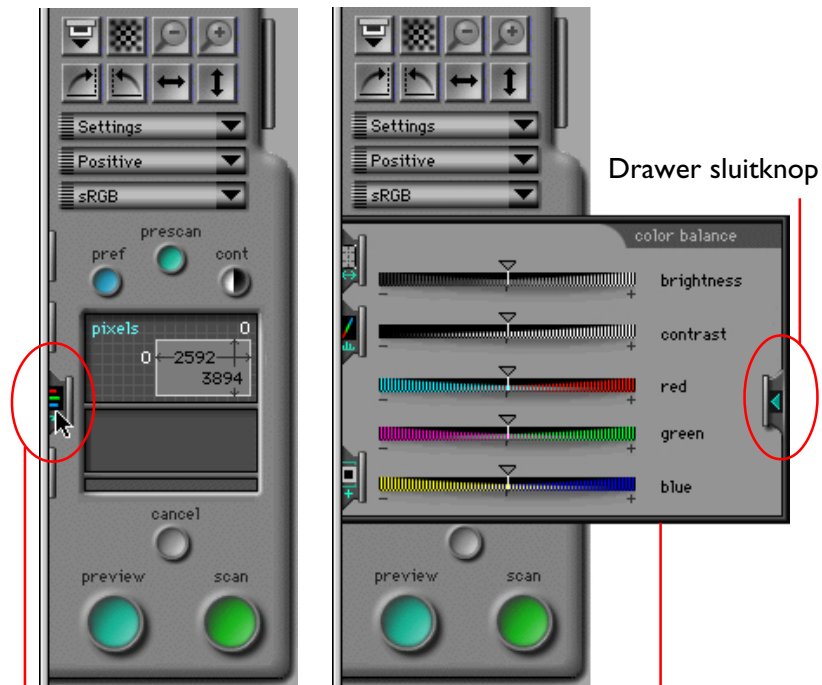 Settings
Positive
sRGB
prescan
pref
cont
pixels
0
0
2592
3894
cancel
preview
scan
Settings
Positive
sRGB
Drawer sluitknop
color balance
brightness
- +
contrast
- +
red
- +
green
- +
blue
- +
preview
scan